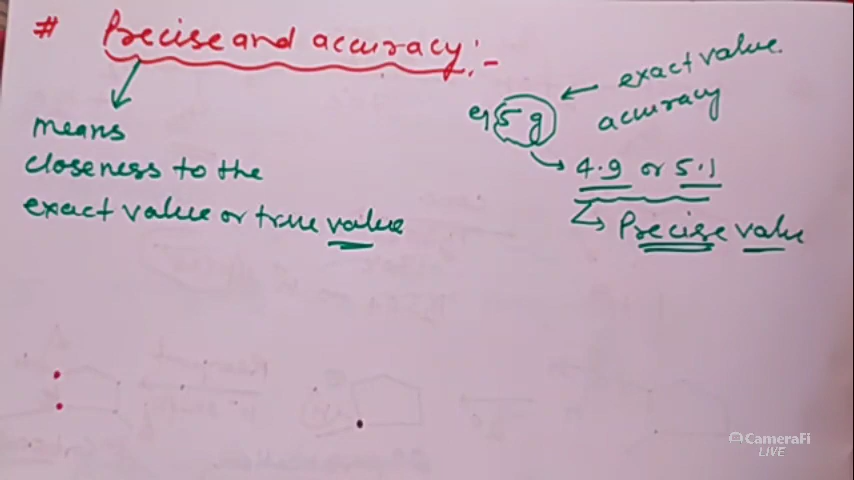 # Precise and accuracy :-
means
closeness to the
exact value or true value
eg 5 g
exact value.
accuracy
4.9 or 5.1
Precise value
CameraFi
LIVE